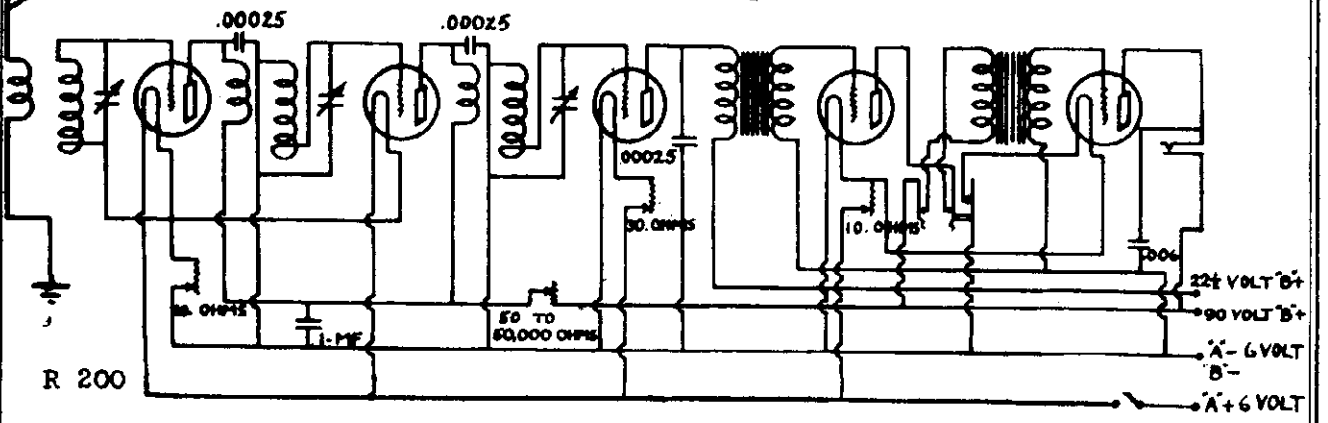 .00025
.00025
.00025
30. OHMS
10. OHMS
.006
22½ VOLT "B"+
OHMS
50 TO
50,000 OHMS
90 VOLT "B"+
1-MF
"A"- 6 VOLT
"B"-
R 200
"A"+ 6 VOLT